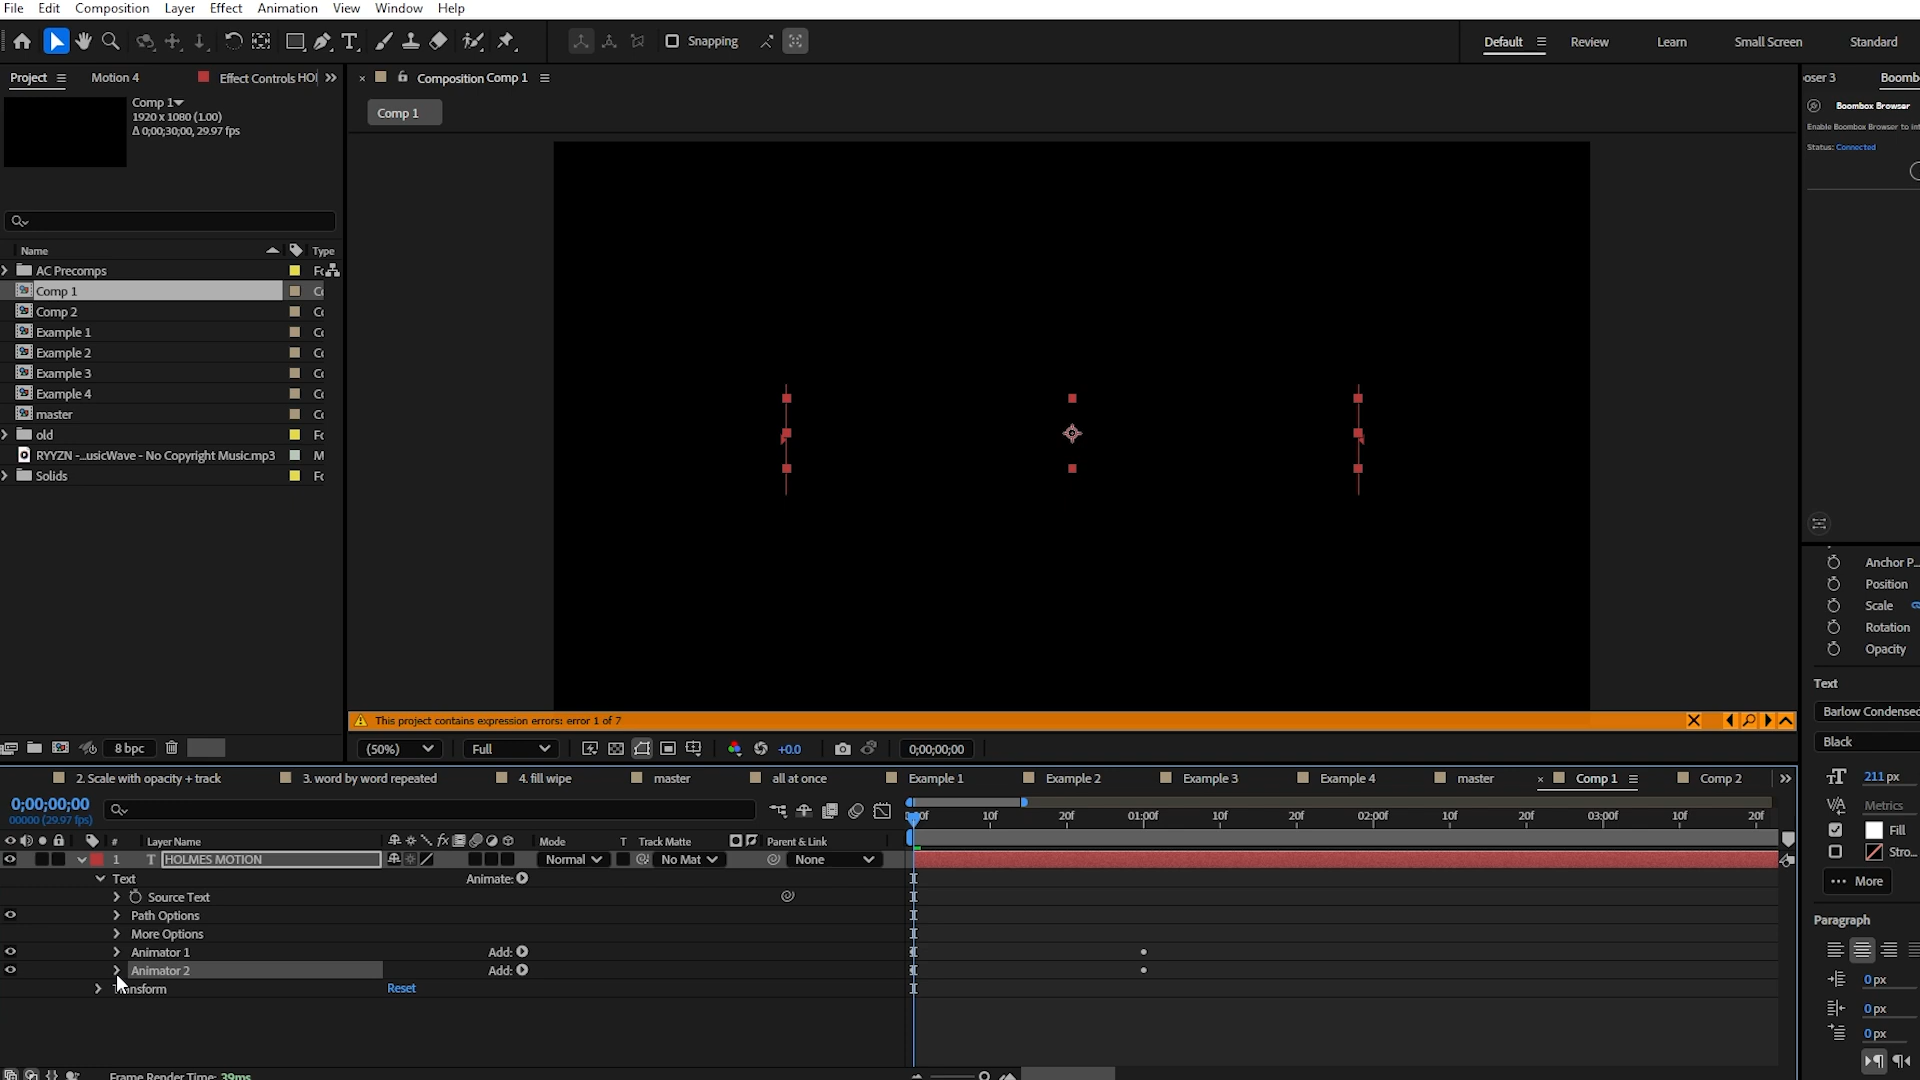 File Edit Composition Layer Effect Animation View Window Help
Snapping
Default Review Learn Small Screen Standard
Project Motion 4 Effect Controls HOI
Composition Comp 1
oser 3 Boomb
Comp 1
1920 x 1080 (1.00)
Δ 0;00;30;00, 29.97 fps
Comp 1
Boombox Browser
Enable Boombox Browser to int
Status: Connected
Name Type
AC Precomps
Comp 1
Comp 2
Example 1
Example 2
Example 3
Example 4
master
old
RYYZN -...usicWave - No Copyright Music.mp3 M
Solids
Anchor P...
Position
Scale
Rotation
Opacity
Text
Barlow Condensed
Black
211 px
Metrics
Fill
Stro...
More
Paragraph
0 px
0 px
0 px
This project contains expression errors: error 1 of 7
8 bpc
(50%) Full +0.0 0;00;00;00
2. Scale with opacity + track 3. word by word repeated 4. fill wipe master all at once Example 1 Example 2 Example 3 Example 4 master Comp 1 Comp 2
0;00;00;00
00000 (29.97 fps)
10f 20f 01:00f 10f 20f 02:00f 10f 20f 03:00f 10f 20f
# Layer Name Mode T Track Matte Parent & Link
1 T HOLMES MOTION Normal No Mat None
Text Animate:
Source Text
Path Options
More Options
Animator 1 Add:
Animator 2 Add:
Transform Reset
Frame Render Time: 39ms